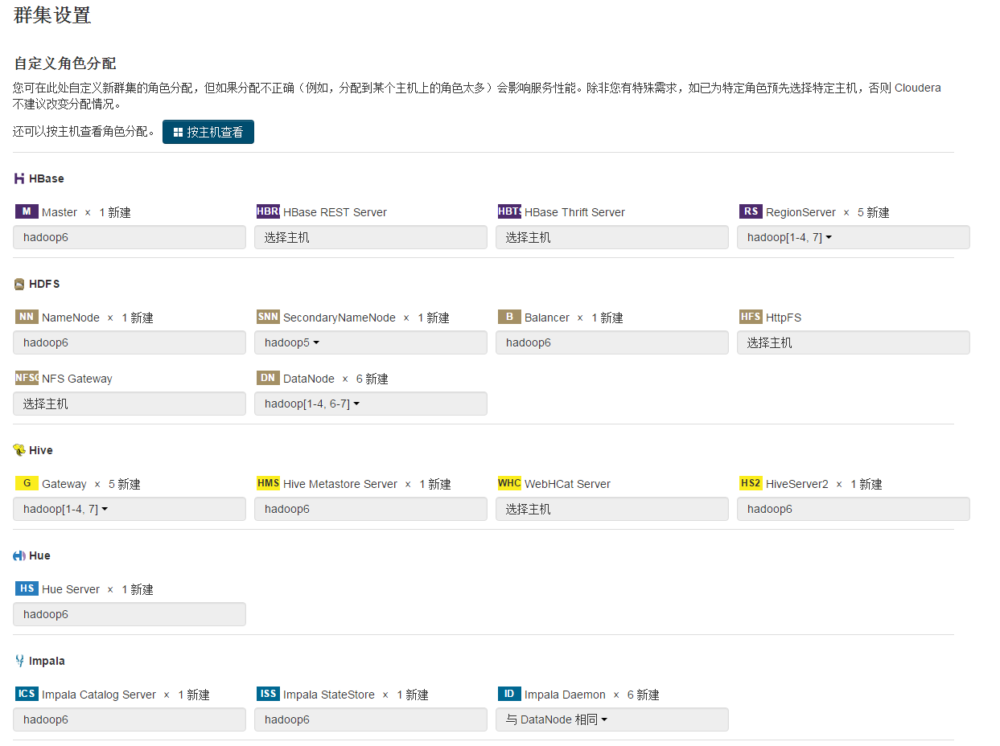 群集设置
自定义角色分配
您可在此处自定义新群集的角色分配，但如果分配不正确（例如，分配到某个主机上的角色太多）会影响服务性能。除非您有特殊需求，如已为特定角色预先选择特定主机，否则 Cloudera
不建议改变分配情况。
还可以按主机查看角色分配。 按主机查看
HBase
M Master × 1 新建 HBR HBase REST Server HBTS HBase Thrift Server RS RegionServer × 5 新建
hadoop6 选择主机 选择主机 hadoop[1-4, 7]
HDFS
NN NameNode × 1 新建 SNN SecondaryNameNode × 1 新建 B Balancer × 1 新建 HFS HttpFS
hadoop6 hadoop5 hadoop6 选择主机
NFSG NFS Gateway DN DataNode × 6 新建
选择主机 hadoop[1-4, 6-7]
Hive
G Gateway × 5 新建 HMS Hive Metastore Server × 1 新建 WHC WebHCat Server HS2 HiveServer2 × 1 新建
hadoop[1-4, 7] hadoop6 选择主机 hadoop6
Hue
HS Hue Server × 1 新建
hadoop6
Impala
ICS Impala Catalog Server × 1 新建 ISS Impala StateStore × 1 新建 ID Impala Daemon × 6 新建
hadoop6 hadoop6 与 DataNode 相同